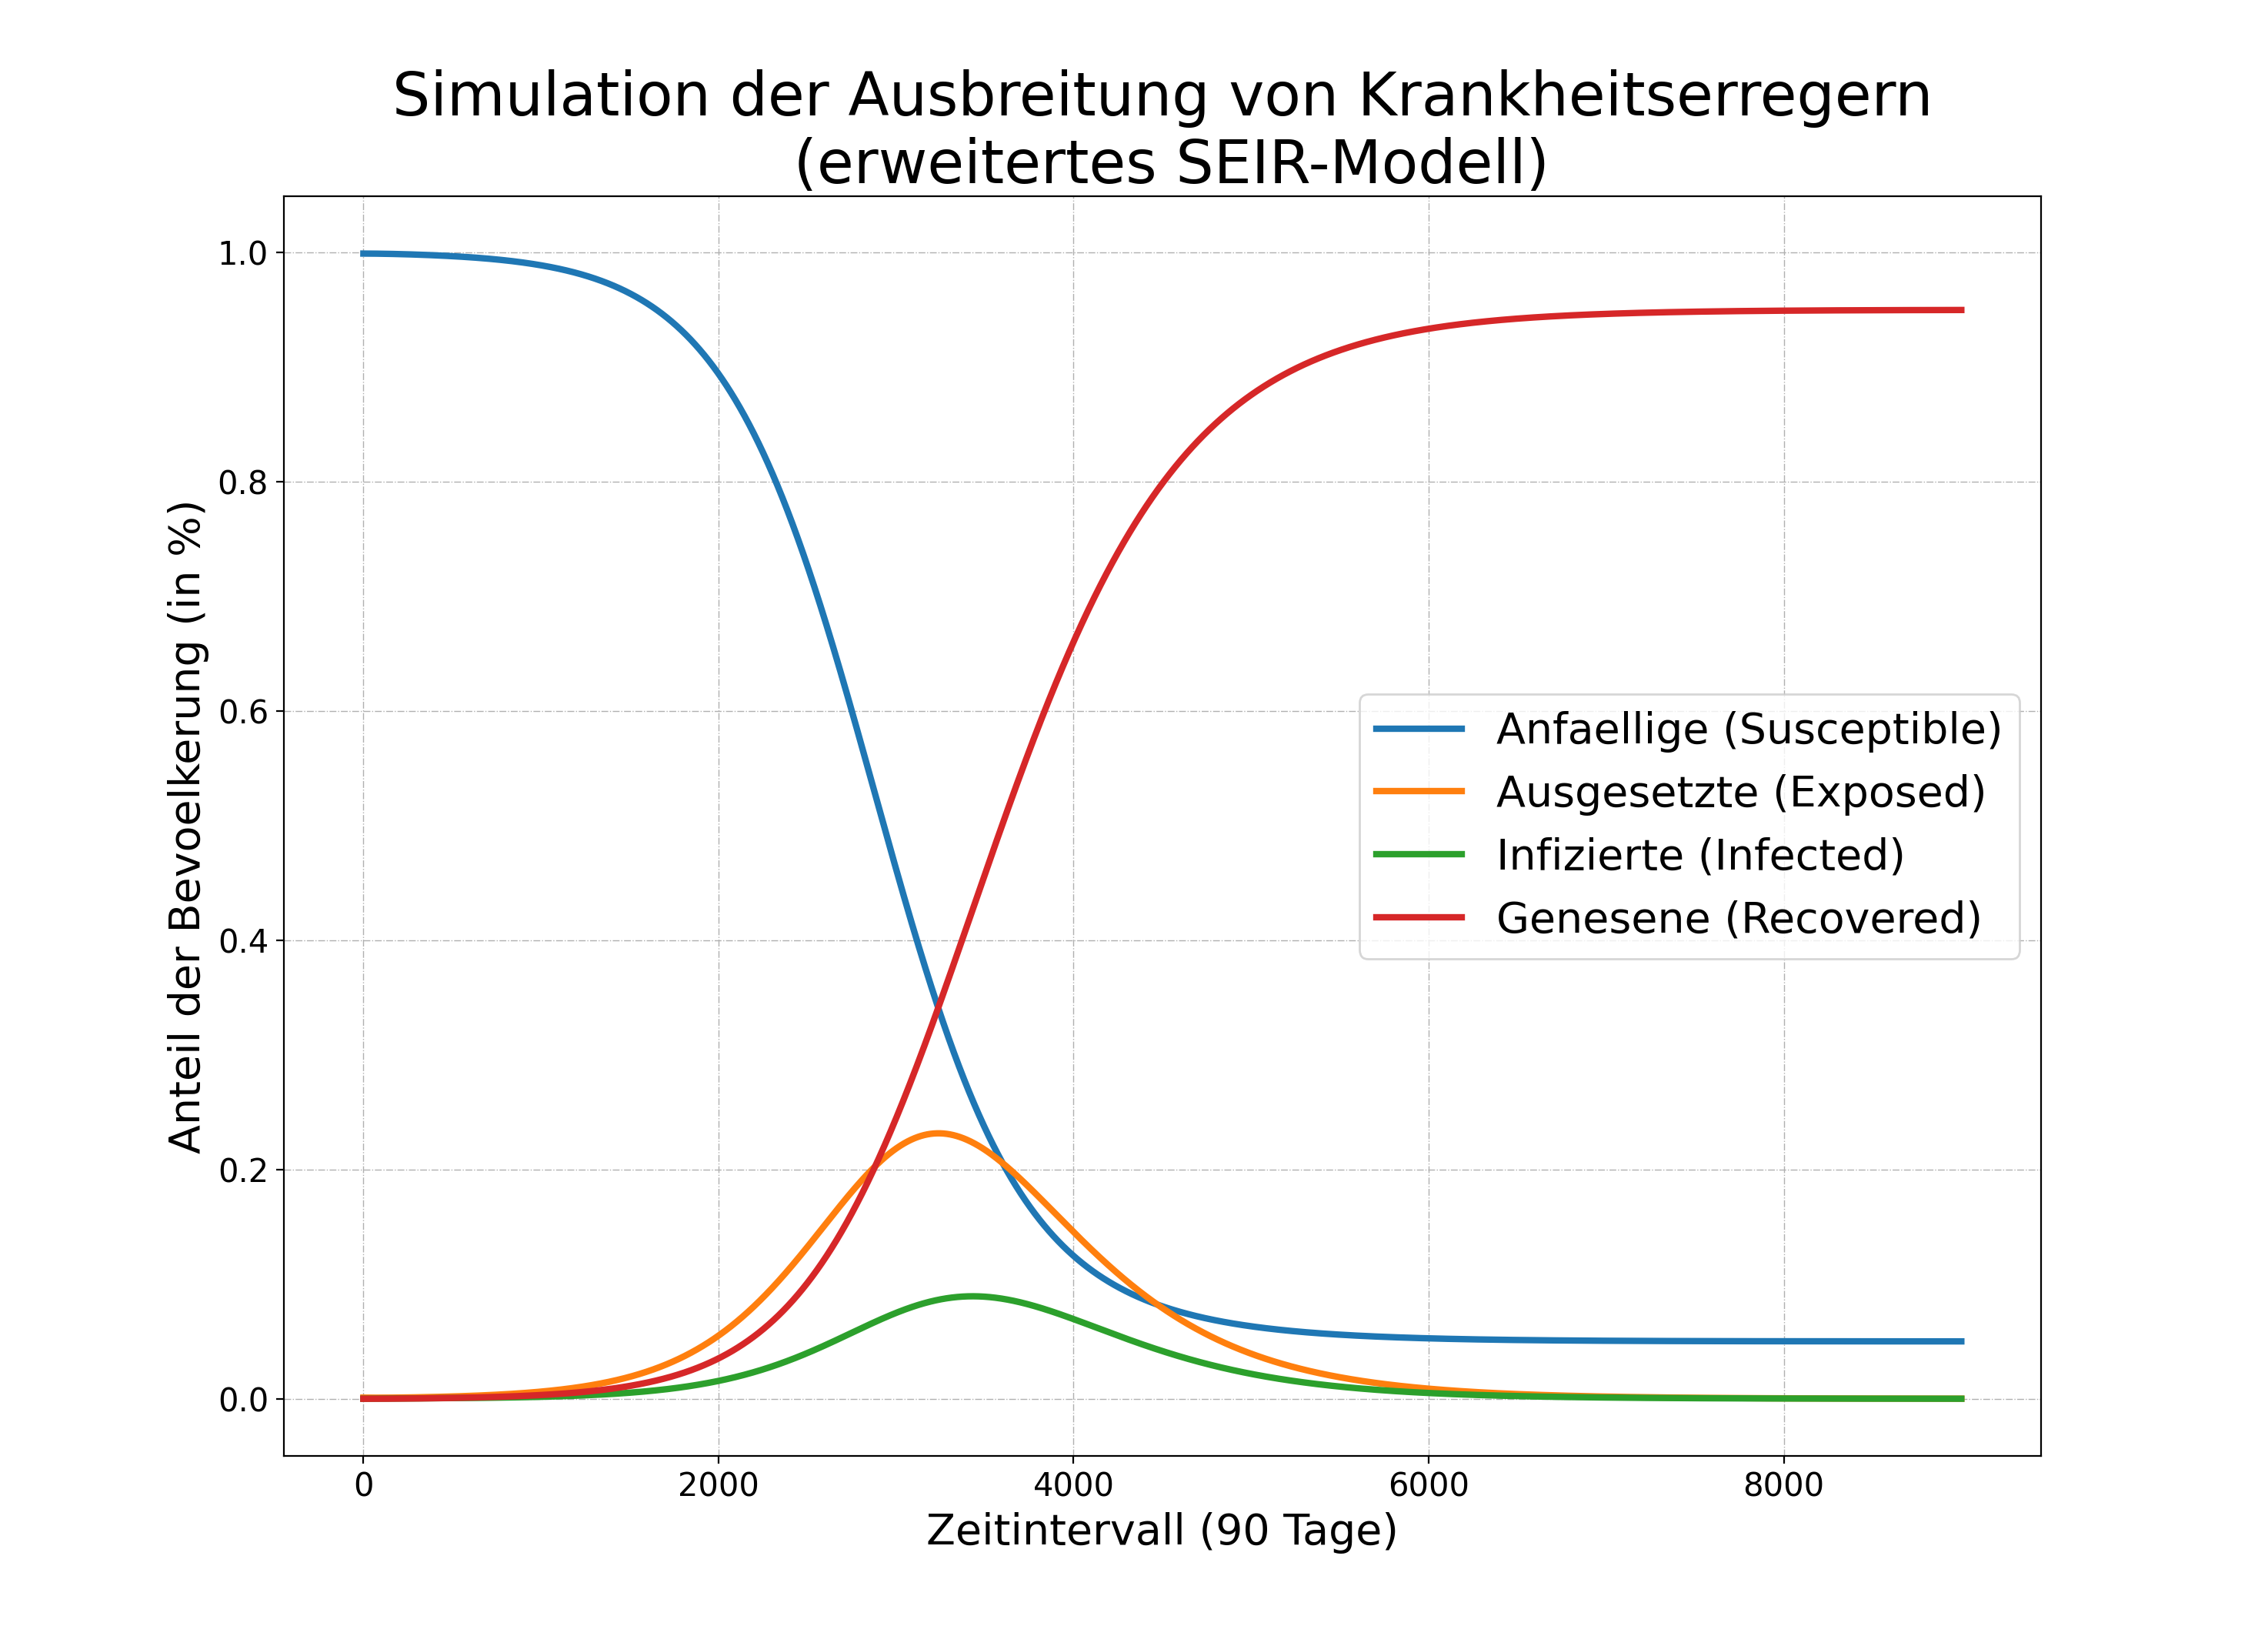 Simulation der Ausbreitung von Krankheitserregern
(erweitertes SEIR-Modell)
Anteil der Bevoelkerung (in %)
1.0
0.8
0.6
0.4
0.2
0.0
Anfaellige (Susceptible)
Ausgesetzte (Exposed)
Infizierte (Infected)
Genesene (Recovered)
0 2000 4000 6000 8000
Zeitintervall (90 Tage)